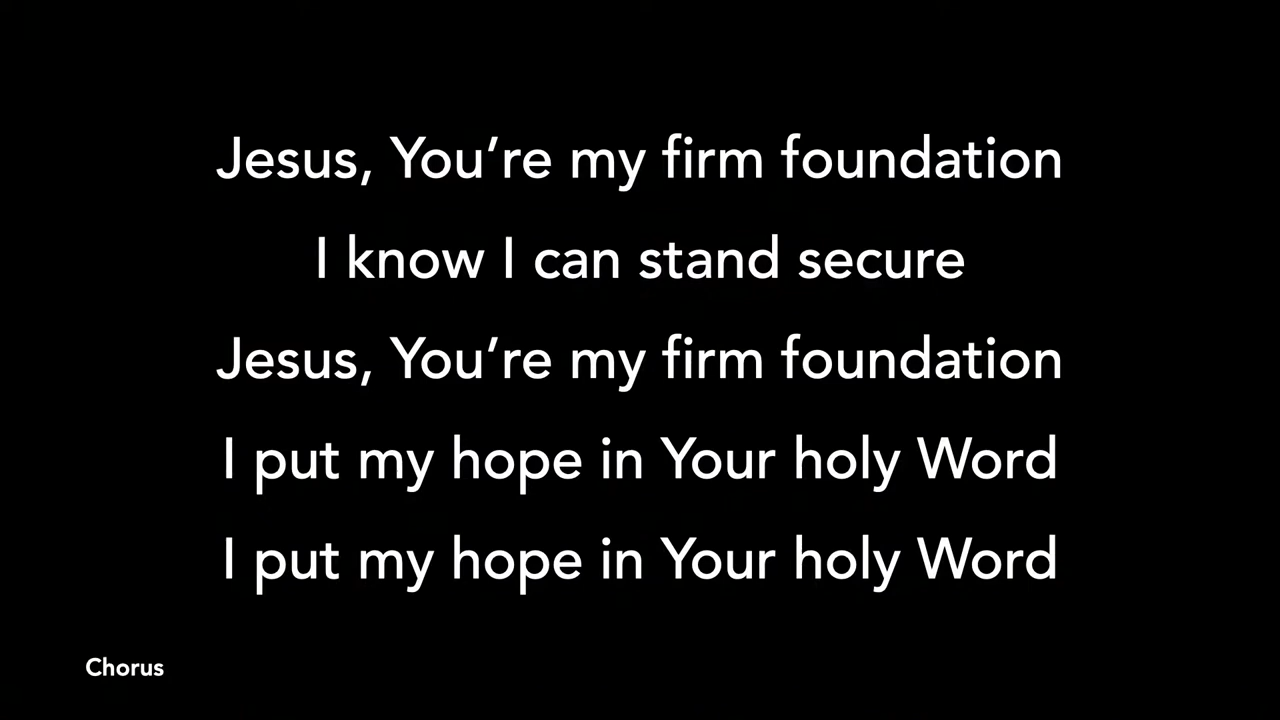 Jesus, You’re my firm foundation
I know I can stand secure
Jesus, You’re my firm foundation
I put my hope in Your holy Word
I put my hope in Your holy Word
Chorus